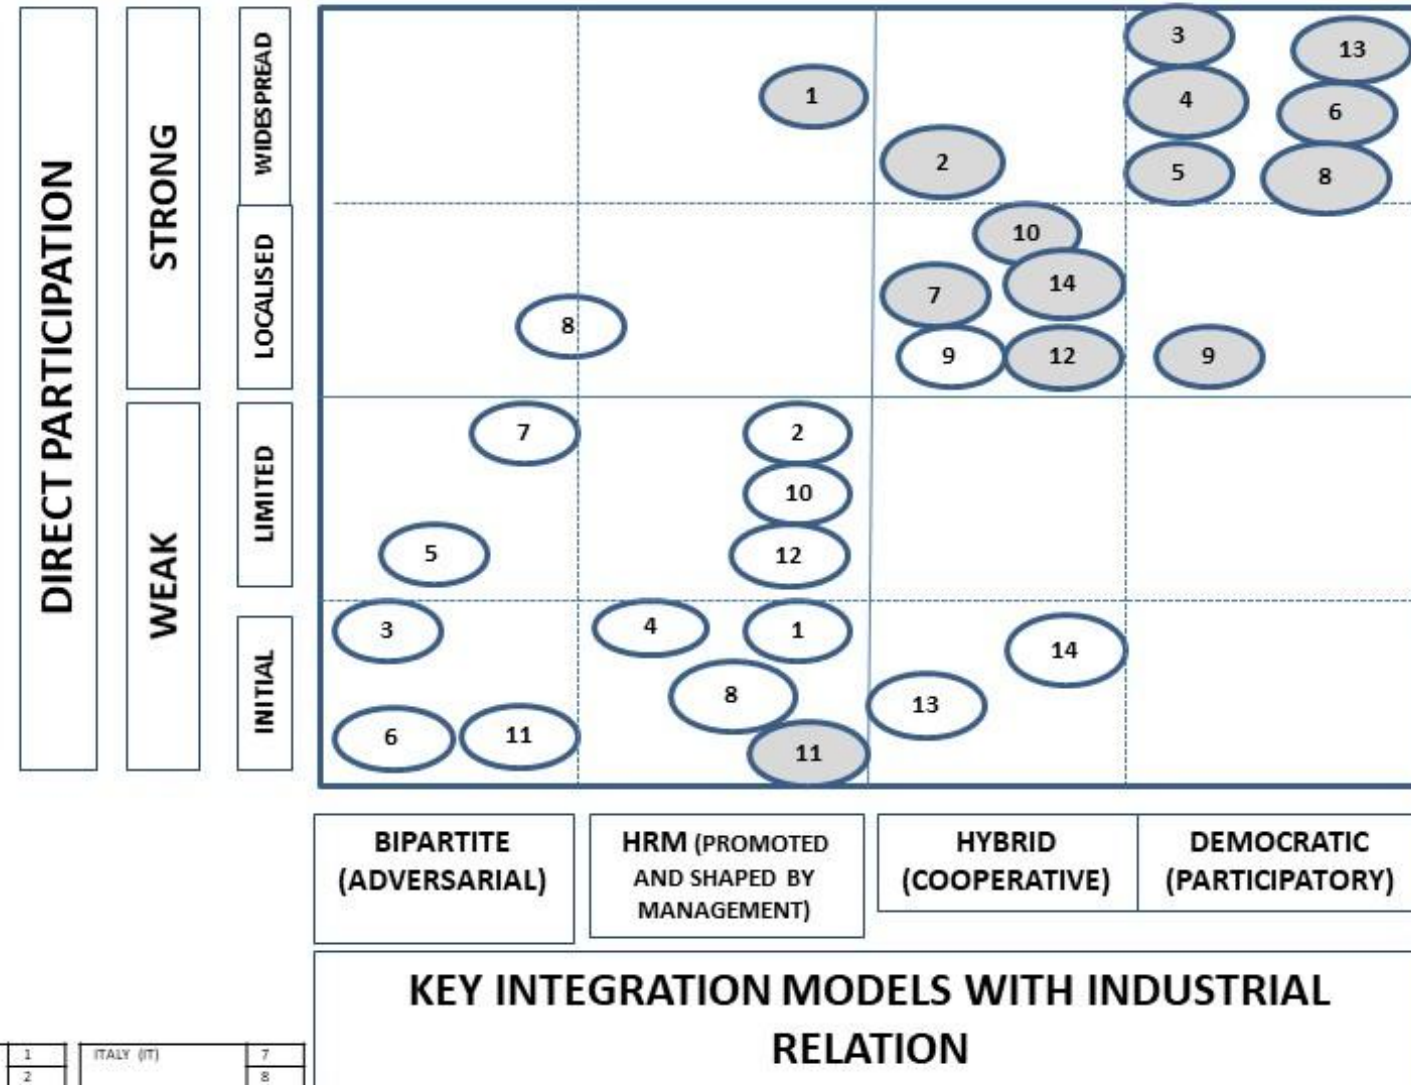 DIRECT PARTICIPATION
STRONG
WEAK
WIDESPREAD
LOCALISED
LIMITED
INITIAL
3
13
1
4
6
2
5
8
10
14
7
8
9
12
9
7
2
10
5
12
3
4
1
14
8
13
6
11
11
BIPARTITE
(ADVERSARIAL)
HRM (PROMOTED
AND SHAPED BY
MANAGEMENT)
HYBRID
(COOPERATIVE)
DEMOCRATIC
(PARTICIPATORY)
KEY INTEGRATION MODELS WITH INDUSTRIAL
RELATION
1
2
ITALY (IT)
7
8